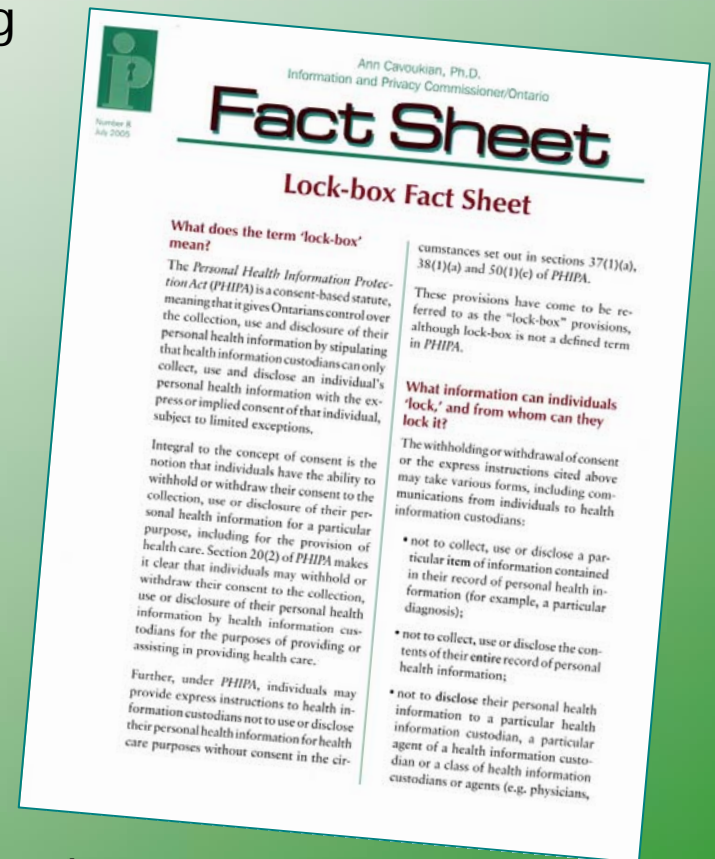 g
ip
Number 8
July 2005
Ann Cavoukian, Ph.D.
Information and Privacy Commissioner/Ontario
Fact Sheet
Lock-box Fact Sheet
What does the term ‘lock-box’
mean?
The Personal Health Information Protec-
tion Act (PHIPA) is a consent-based statute,
meaning that it gives Ontarians control over
the collection, use and disclosure of their
personal health information by stipulating
that health information custodians can only
collect, use and disclose an individual's
personal health information with the ex-
press or implied consent of that individual,
subject to limited exceptions.
Integral to the concept of consent is the
notion that individuals have the ability to
withhold or withdraw their consent to the
collection, use or disclosure of their per-
sonal health information for a particular
purpose, including for the provision of
health care. Section 20(2) of PHIPA makes
it clear that individuals may withhold or
withdraw their consent to the collection,
use or disclosure of their personal health
information by health information cus-
todians for the purposes of providing or
assisting in providing health care.
Further, under PHIPA, individuals may
provide express instructions to health in-
formation custodians not to use or disclose
their personal health information for health
care purposes without consent in the cir-
cumstances set out in sections 37(1)(a),
38(1)(a) and 50(1)(e) of PHIPA.
These provisions have come to be re-
ferred to as the “lock-box” provisions,
although lock-box is not a defined term
in PHIPA.
What information can individuals
‘lock,’ and from whom can they
lock it?
The withholding or withdrawal of consent
or the express instructions cited above
may take various forms, including com-
munications from individuals to health
information custodians:
• not to collect, use or disclose a par-
ticular item of information contained
in their record of personal health in-
formation (for example, a particular
diagnosis);
• not to collect, use or disclose the con-
tents of their entire record of personal
health information;
• not to disclose their personal health
information to a particular health
information custodian, a particular
agent of a health information custo-
dian or a class of health information
custodians or agents (e.g. physicians,